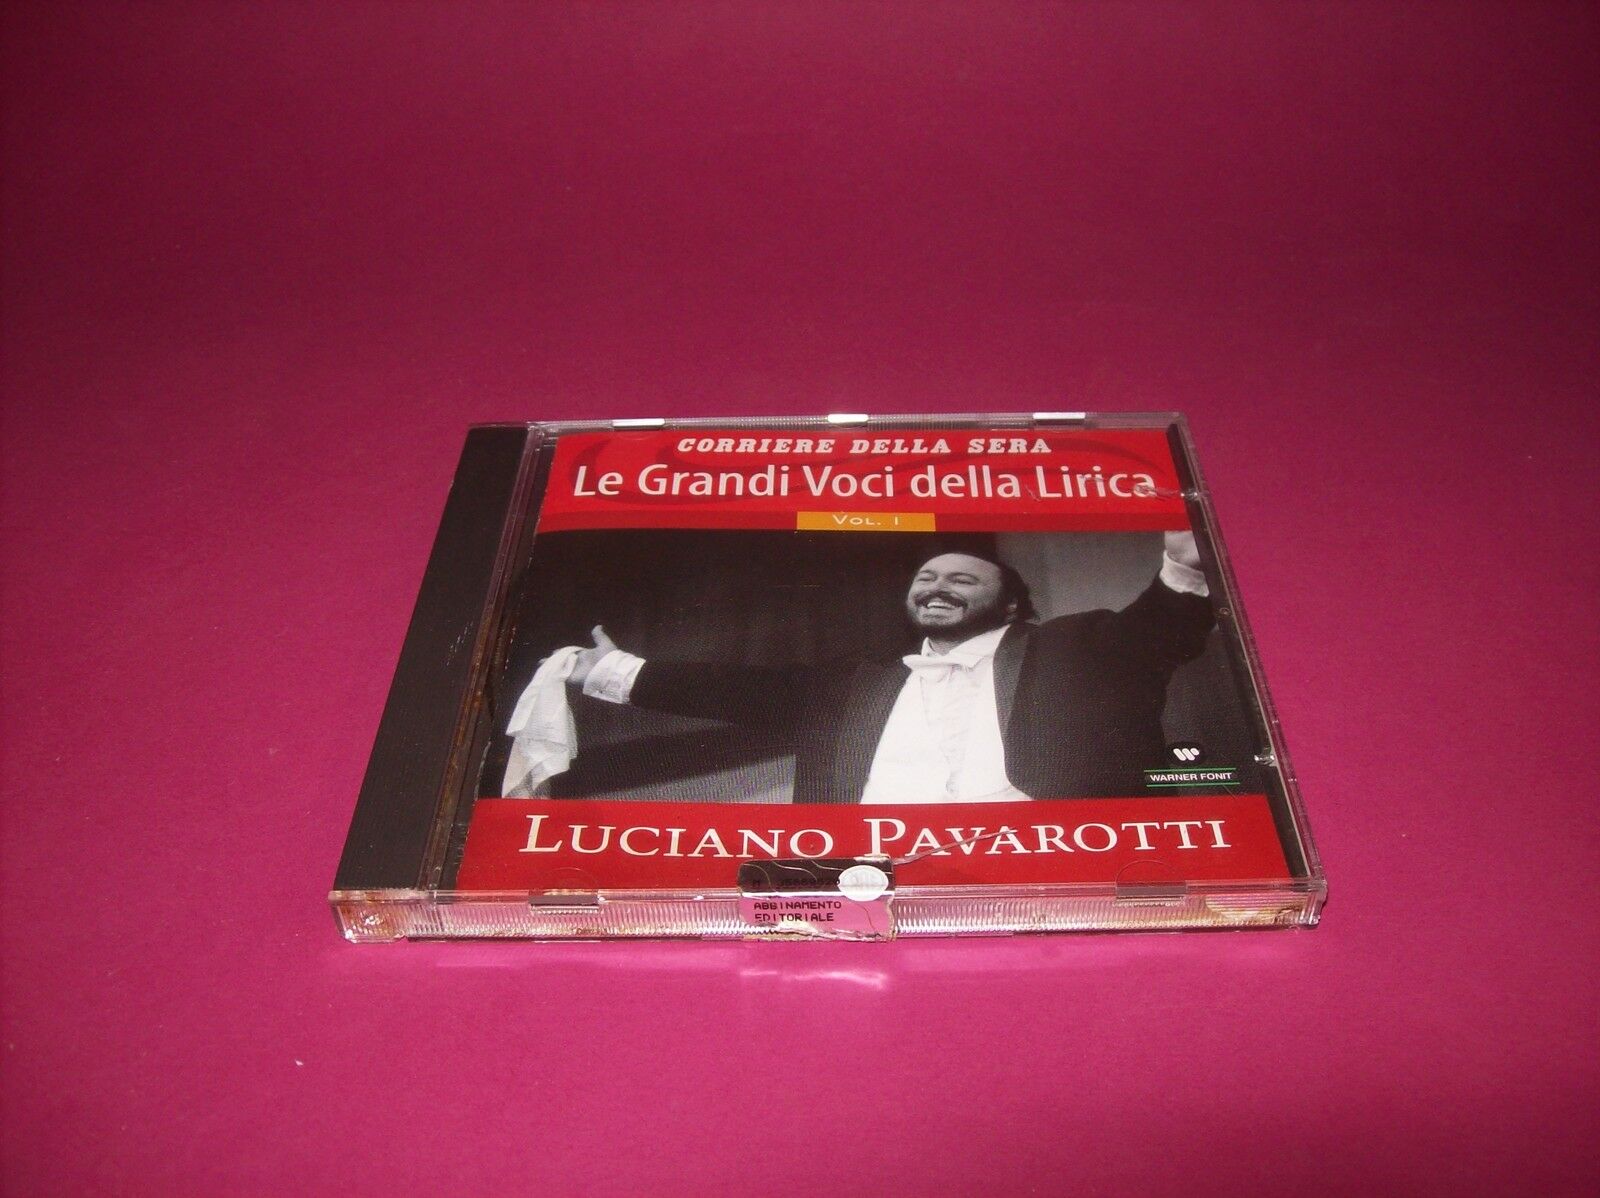 CORRIERE DELLA SERA
Le Grandi Voci della Lirica
VOL. 1
WARNER FONIT
LUCIANO PAVAROTTI
ABBINAMENTO
EDITORIALE